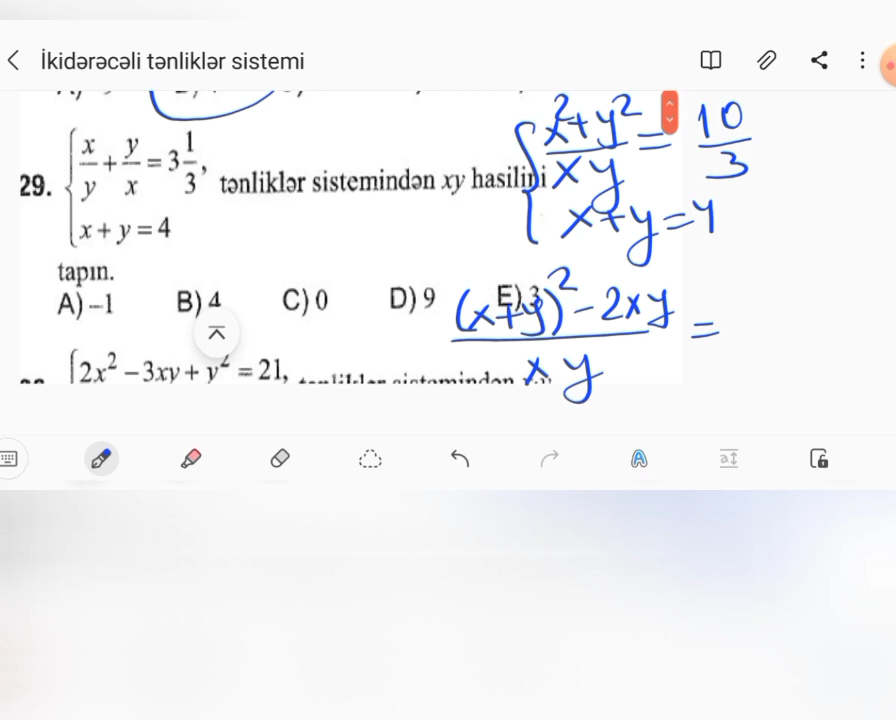 İkidərəcəli tənliklər sistemi
29. { x/y + y/x = 3 1/3, x + y = 4 tənliklər sistemindən xy hasilini
tapın.
A) –1 B) 4 C) 0 D) 9 E) 3
{ (x²+y²)/(xy) = 10/3
x+y=4
((x+y)² - 2xy)/(xy) =
{ 2x² – 3xy + y² = 21,
A